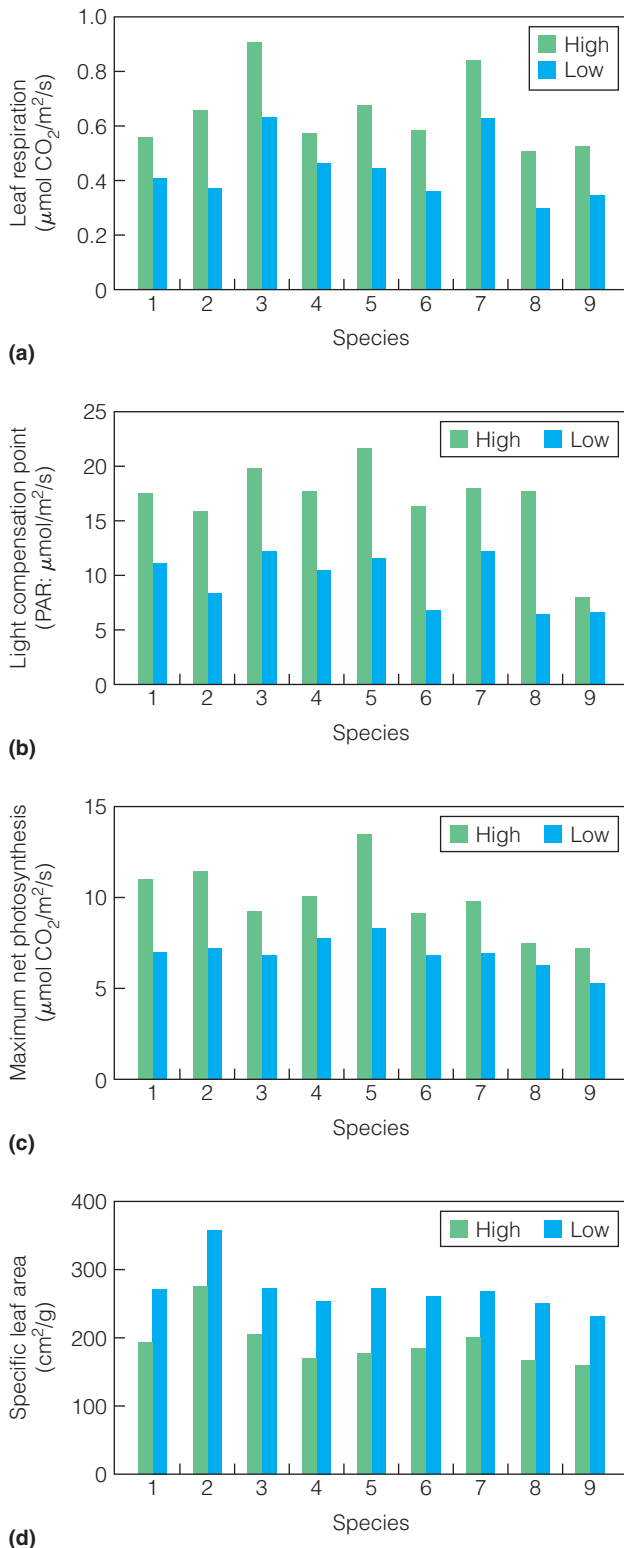 Leaf respiration
(μmol CO₂/m²/s)
1.0
0.8
0.6
0.4
0.2
0
High
Low
1 2 3 4 5 6 7 8 9
Species
(a)
Light compensation point
(PAR: μmol/m²/s)
25
20
15
10
5
0
High Low
1 2 3 4 5 6 7 8 9
Species
(b)
Maximum net photosynthesis
(μmol CO₂/m²/s)
15
10
5
0
High Low
1 2 3 4 5 6 7 8 9
Species
(c)
Specific leaf area
(cm²/g)
400
300
200
100
0
High Low
1 2 3 4 5 6 7 8 9
Species
(d)